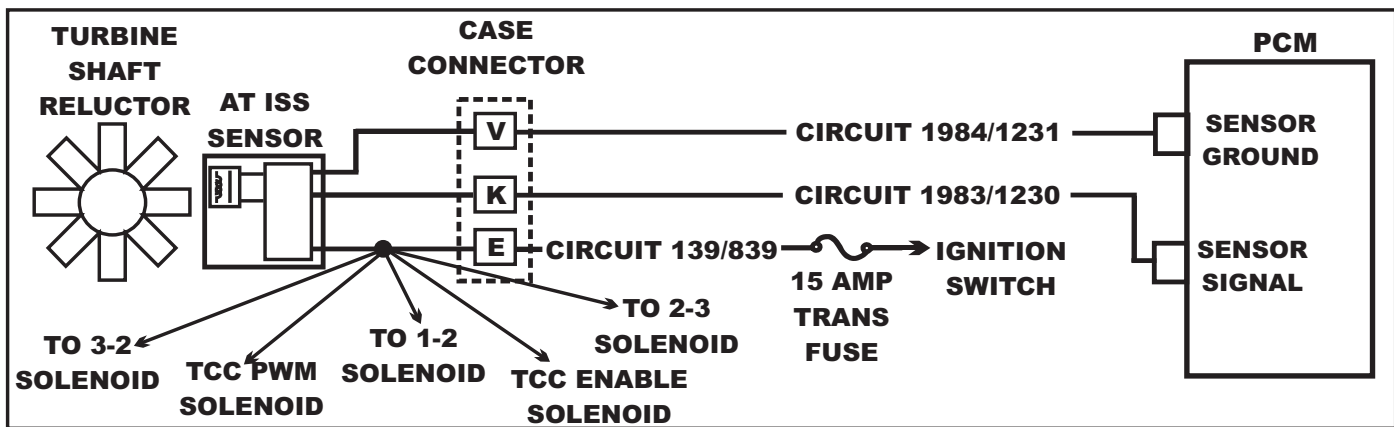 TURBINE
SHAFT
RELUCTOR
AT ISS
SENSOR
CASE
CONNECTOR
V
K
E
CIRCUIT 1984/1231
CIRCUIT 1983/1230
CIRCUIT 139/839
15 AMP
TRANS
FUSE
IGNITION
SWITCH
PCM
SENSOR
GROUND
SENSOR
SIGNAL
TO 3-2
SOLENOID
TCC PWM
SOLENOID
TO 1-2
SOLENOID
TCC ENABLE
SOLENOID
TO 2-3
SOLENOID